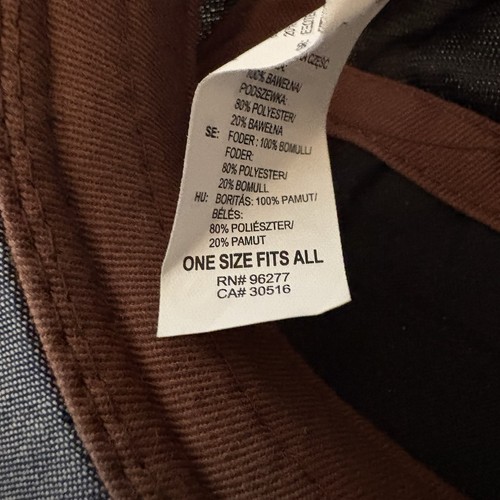 100% BAWEŁNA/
PODSZEWKA:
80% POLYESTER/
20% BAWEŁNA
SE: FODER : 100% BOMULL/
FODER:
80% POLYESTER/
20% BOMULL
HU: BORITÁS: 100% PAMUT/
BÉLÉS:
80% POLIÉSZTER/
20% PAMUT
ONE SIZE FITS ALL
RN# 96277
CA# 30516